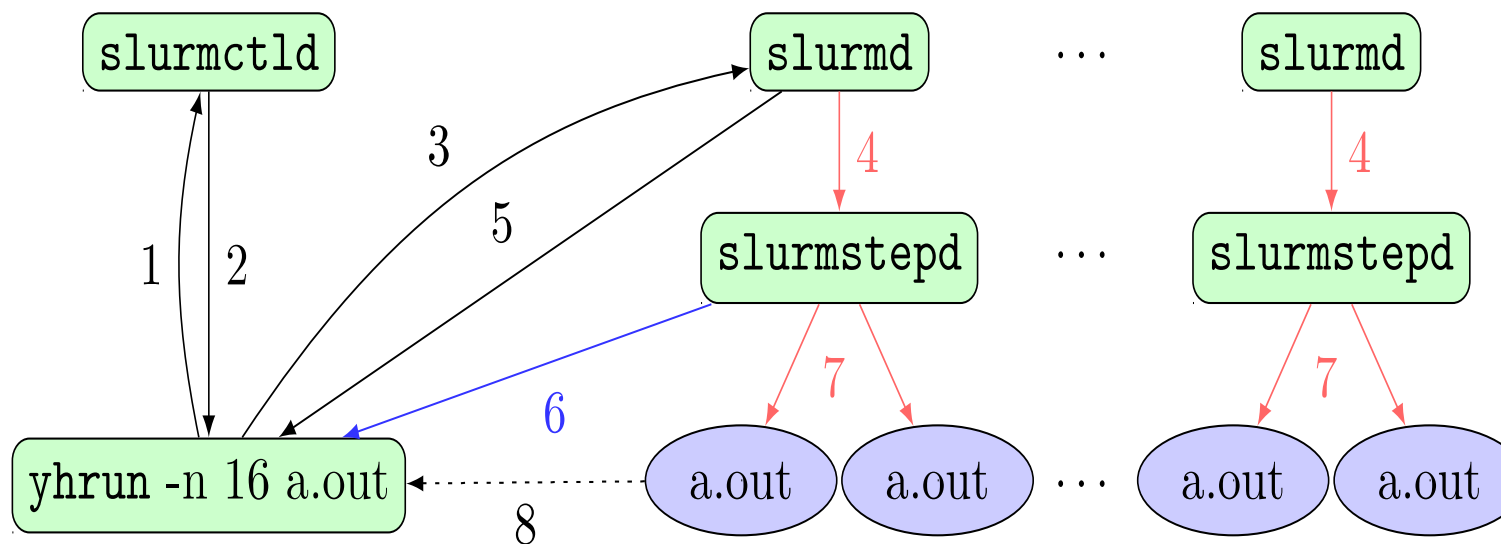 slurmctld
slurmd
···
slurmd
3
4
4
1
2
5
slurmstepd
···
slurmstepd
6
7
7
yhrun -n 16 a.out
a.out
a.out
···
a.out
a.out
8